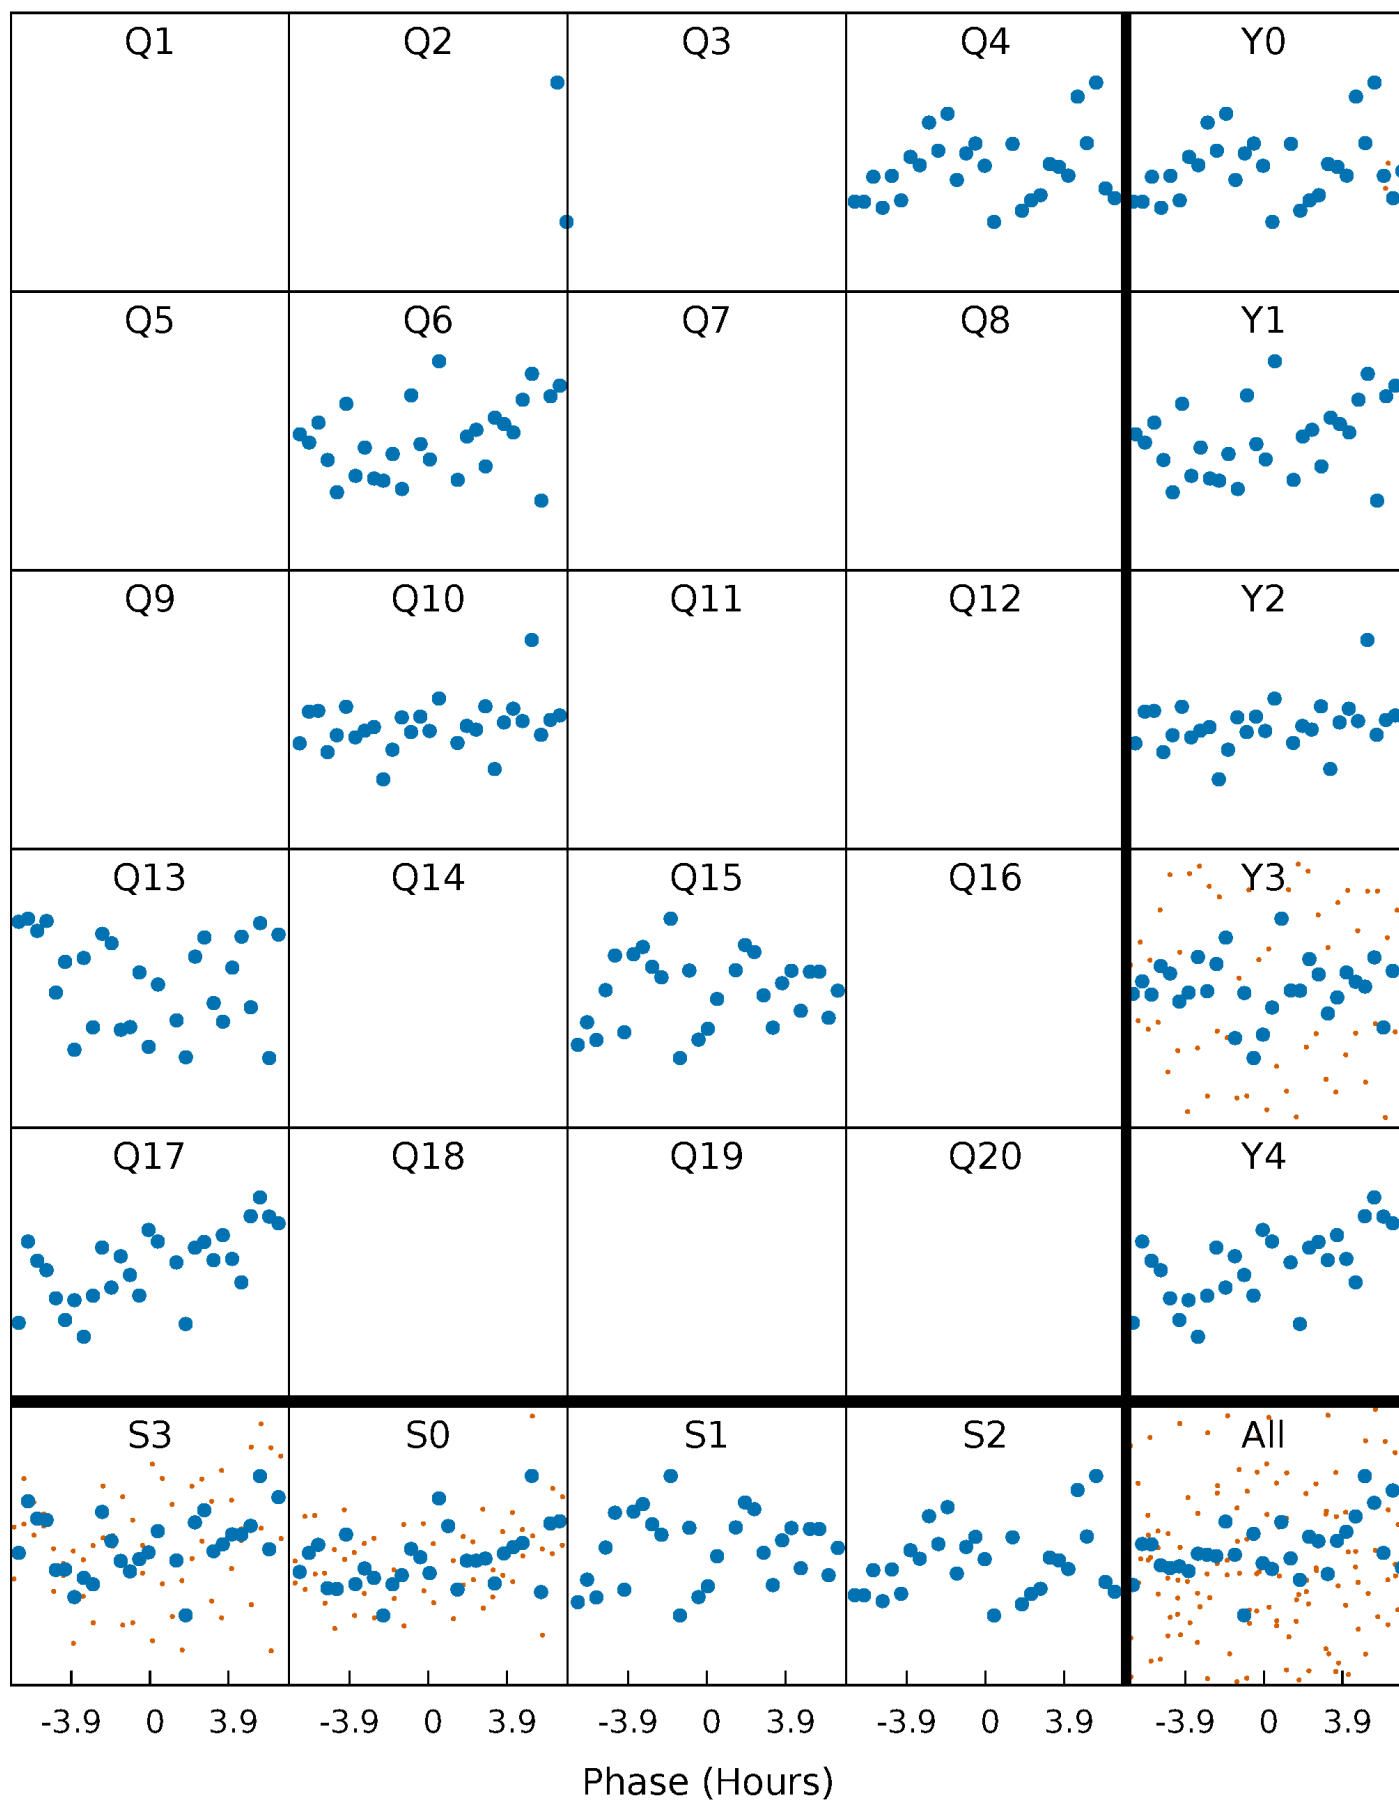 Q1 Q2 Q3 Q4 Y0
Q5 Q6 Q7 Q8 Y1
Q9 Q10 Q11 Q12 Y2
Q13 Q14 Q15 Q16 Y3
Q17 Q18 Q19 Q20 Y4
S3 S0 S1 S2 All
-3.9 0 3.9 -3.9 0 3.9 -3.9 0 3.9 -3.9 0 3.9 -3.9 0 3.9
Phase (Hours)